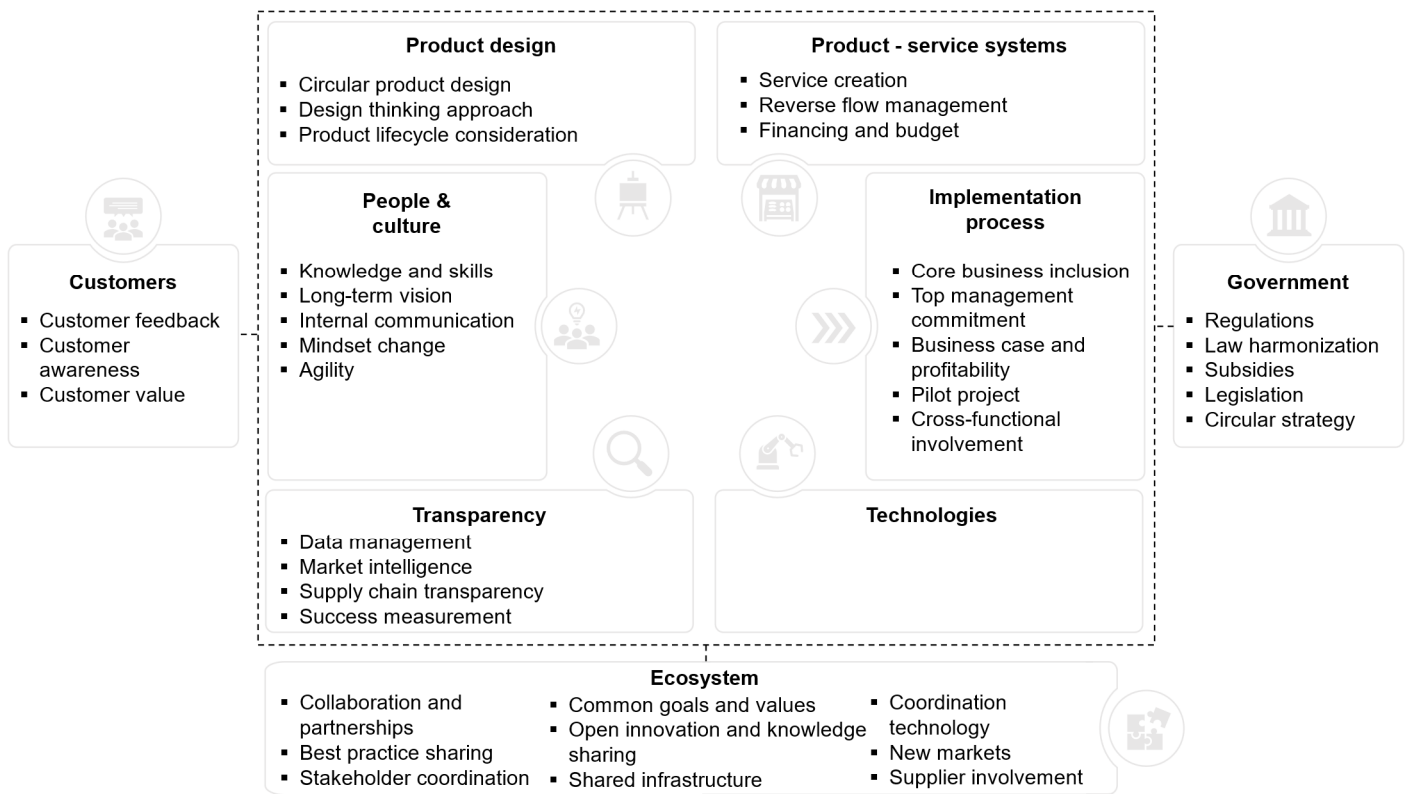 Product design
▪ Circular product design
▪ Design thinking approach
▪ Product lifecycle consideration
Product - service systems
▪ Service creation
▪ Reverse flow management
▪ Financing and budget
Customers
▪ Customer feedback
▪ Customer
awareness
▪ Customer value
People &
culture
▪ Knowledge and skills
▪ Long-term vision
▪ Internal communication
▪ Mindset change
▪ Agility
Implementation
process
▪ Core business inclusion
▪ Top management
commitment
▪ Business case and
profitability
▪ Pilot project
▪ Cross-functional
involvement
Government
▪ Regulations
▪ Law harmonization
▪ Subsidies
▪ Legislation
▪ Circular strategy
Transparency
▪ Data management
▪ Market intelligence
▪ Supply chain transparency
▪ Success measurement
Technologies
Ecosystem
▪ Collaboration and
partnerships
▪ Best practice sharing
▪ Stakeholder coordination
▪ Common goals and values
▪ Open innovation and knowledge
sharing
▪ Shared infrastructure
▪ Coordination
technology
▪ New markets
▪ Supplier involvement